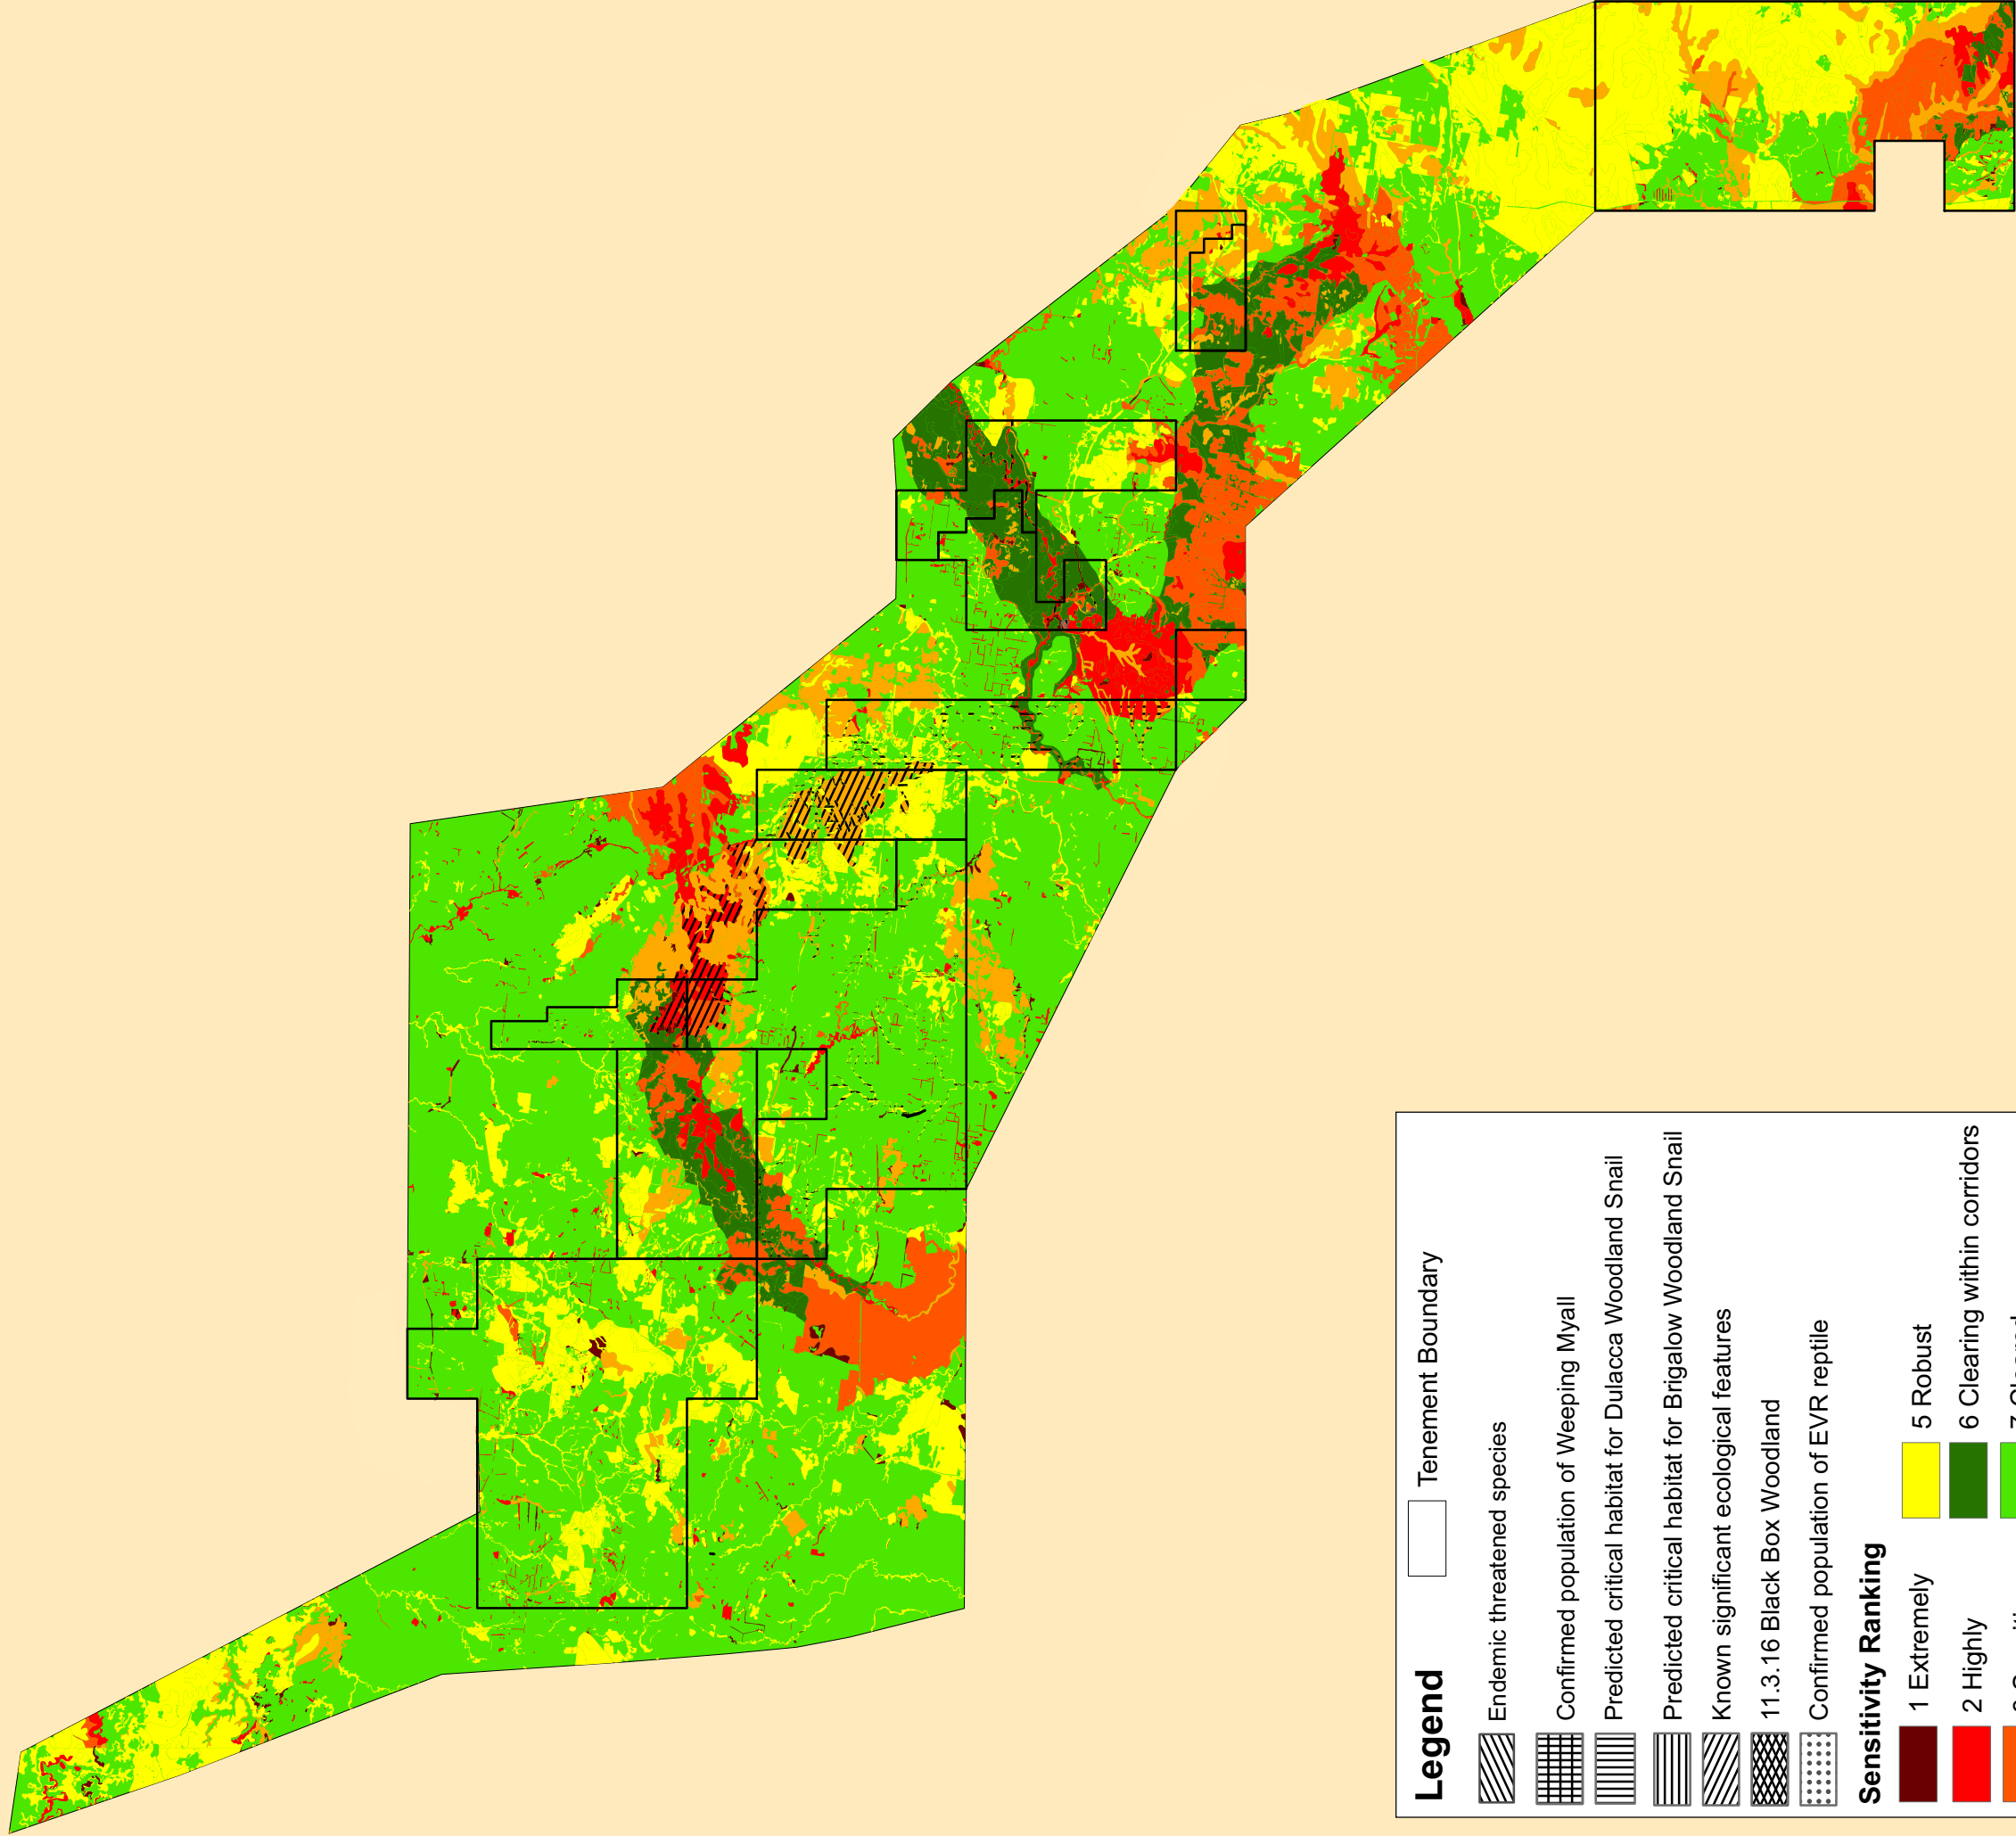 Legend
Tenement Boundary
Endemic threatened species
Confirmed population of Weeping Myall
Predicted critical habitat for Dulacca Woodland Snail
Predicted critical habitat for Brigalow Woodland Snail
Known significant ecological features
11.3.16 Black Box Woodland
Confirmed population of EVR reptile
Sensitivity Ranking
1 Extremely
5 Robust
2 Highly
6 Clearing within corridors